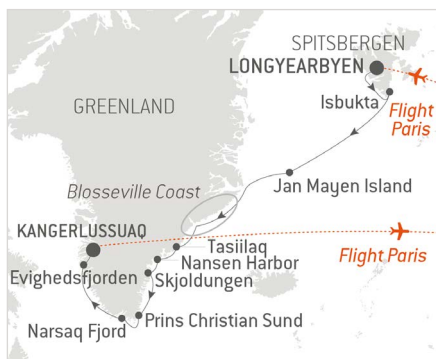 SPITSBERGEN
LONGYEARBYEN
Isbukta
Flight
Paris
GREENLAND
Jan Mayen Island
Blosseville Coast
KANGERLUSSUAQ
Tasiilaq
Nansen Harbor
Flight Paris
Evighedsfjorden
Skjoldungen
Narsaq Fjord
Prins Christian Sund